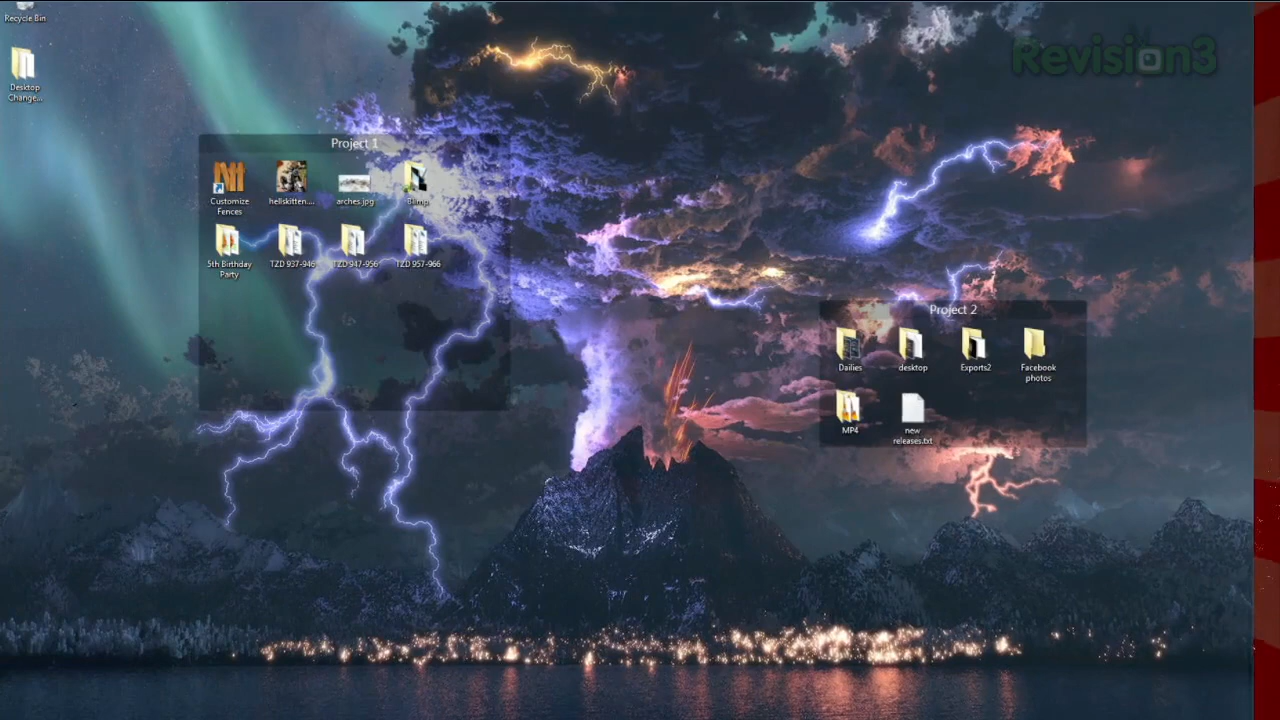 Recycle Bin
Revision3
Desktop
Change...
Project 1
Customize
Fences
hellskitten....
arches.jpg
Blimp
5th Birthday
Party
TZD 937-946
TZD 947-956
TZD 957-966
Project 2
Dailies
desktop
Exports2
Facebook
photos
MP4
new
releases.txt